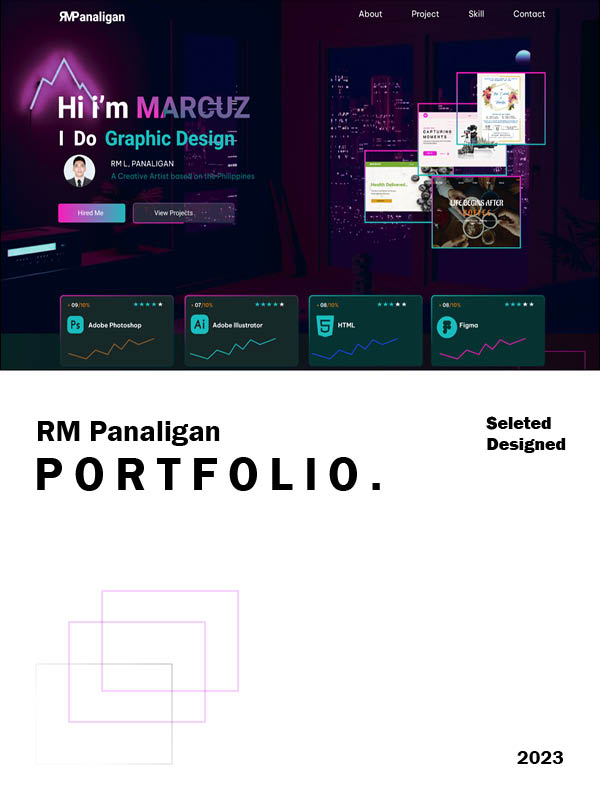 RMPanaligan
About Project Skill Contact
Hi i'm MARCUZ
I Do Graphic Design
RM L, PANALIGAN
A Creative Artist based on the Philippines
Hired Me View Projects
CAPTURING
MOMENTS
Health Delivered.
LIFE BEGINS AFTER
COFFEE
09/10% 07/10% 08/10% 08/10%
Ps Adobe Photoshop Ai Adobe Illustrator 5 HTML Figma
RM Panaligan
PORTFOLIO.
Seleted
Designed
2023